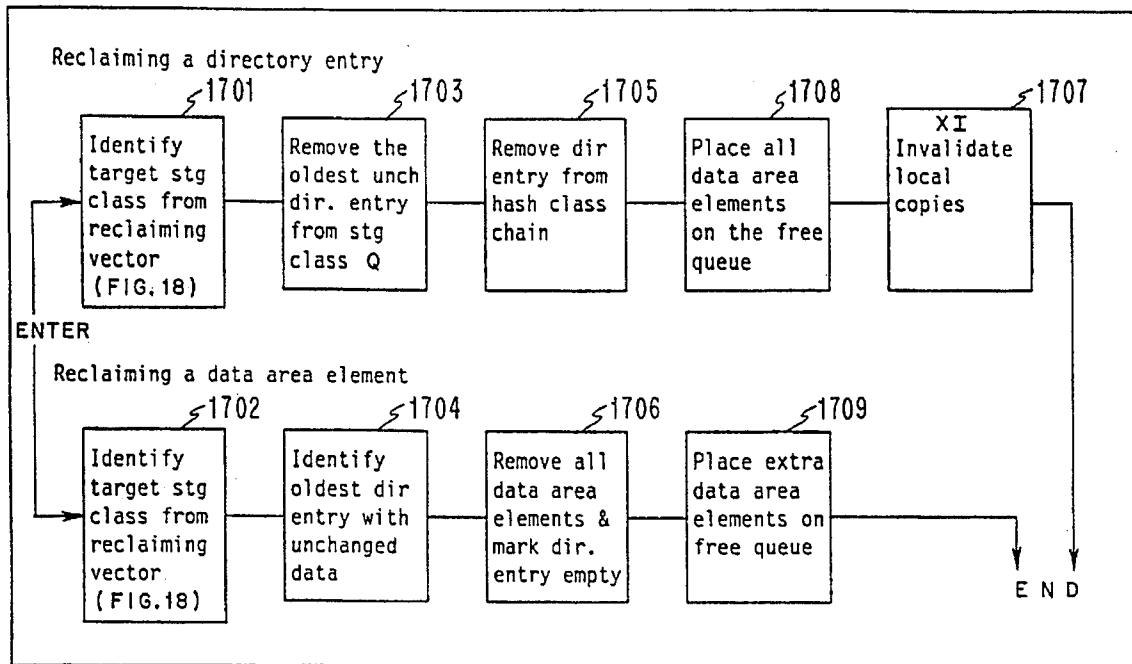 Reclaiming a directory entry
1701
Identify
target stg
class from
reclaiming
vector
(FIG. 18)
1703
Remove the
oldest unch
dir. entry
from stg
class Q
1705
Remove dir
entry from
hash class
chain
1708
Place all
data area
elements
on the free
queue
1707
XI
Invalidate
local
copies
ENTER
Reclaiming a data area element
1702
Identify
target stg
class from
reclaiming
vector
(FIG.18)
1704
Identify
oldest dir
entry with
unchanged
data
1706
Remove all
data area
elements &
mark dir.
entry empty
1709
Place extra
data area
elements on
free queue
E N D